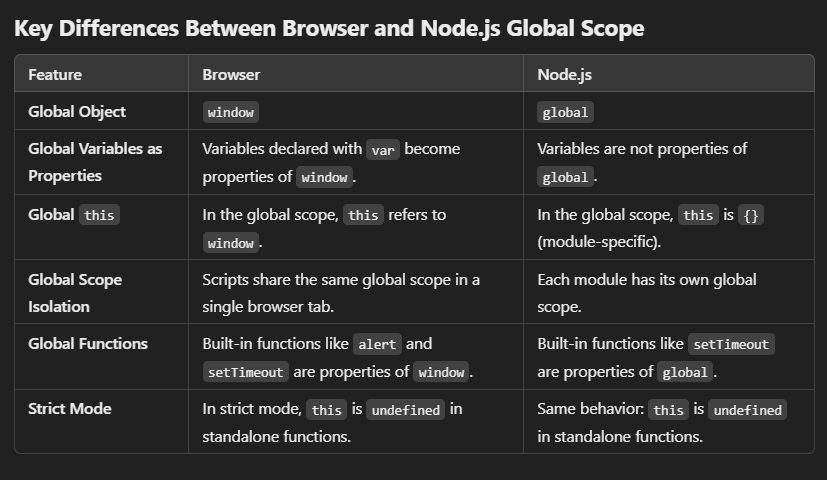 Key Differences Between Browser and Node.js Global Scope
Feature
Browser
Node.js
Global Object
window
global
Global Variables as
Properties
Variables declared with var become
properties of window.
Variables are not properties of
global.
Global this
In the global scope, this refers to
window.
In the global scope, this is {}
(module-specific).
Global Scope
Isolation
Scripts share the same global scope in a
single browser tab.
Each module has its own global
scope.
Global Functions
Built-in functions like alert and
setTimeout are properties of window.
Built-in functions like setTimeout
are properties of global.
Strict Mode
In strict mode, this is undefined in
standalone functions.
Same behavior: this is undefined
in standalone functions.